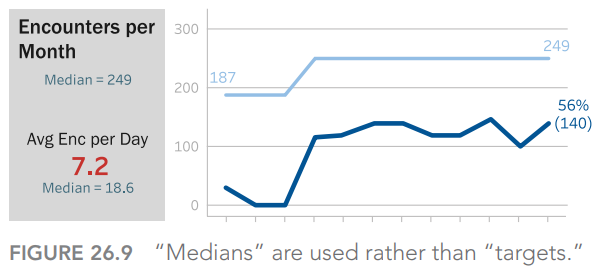 Encounters per
Month
Median = 249
Avg Enc per Day
7.2
Median = 18.6
300
200
100
0
187
249
56%
(140)
FIGURE 26.9 “Medians” are used rather than “targets.”